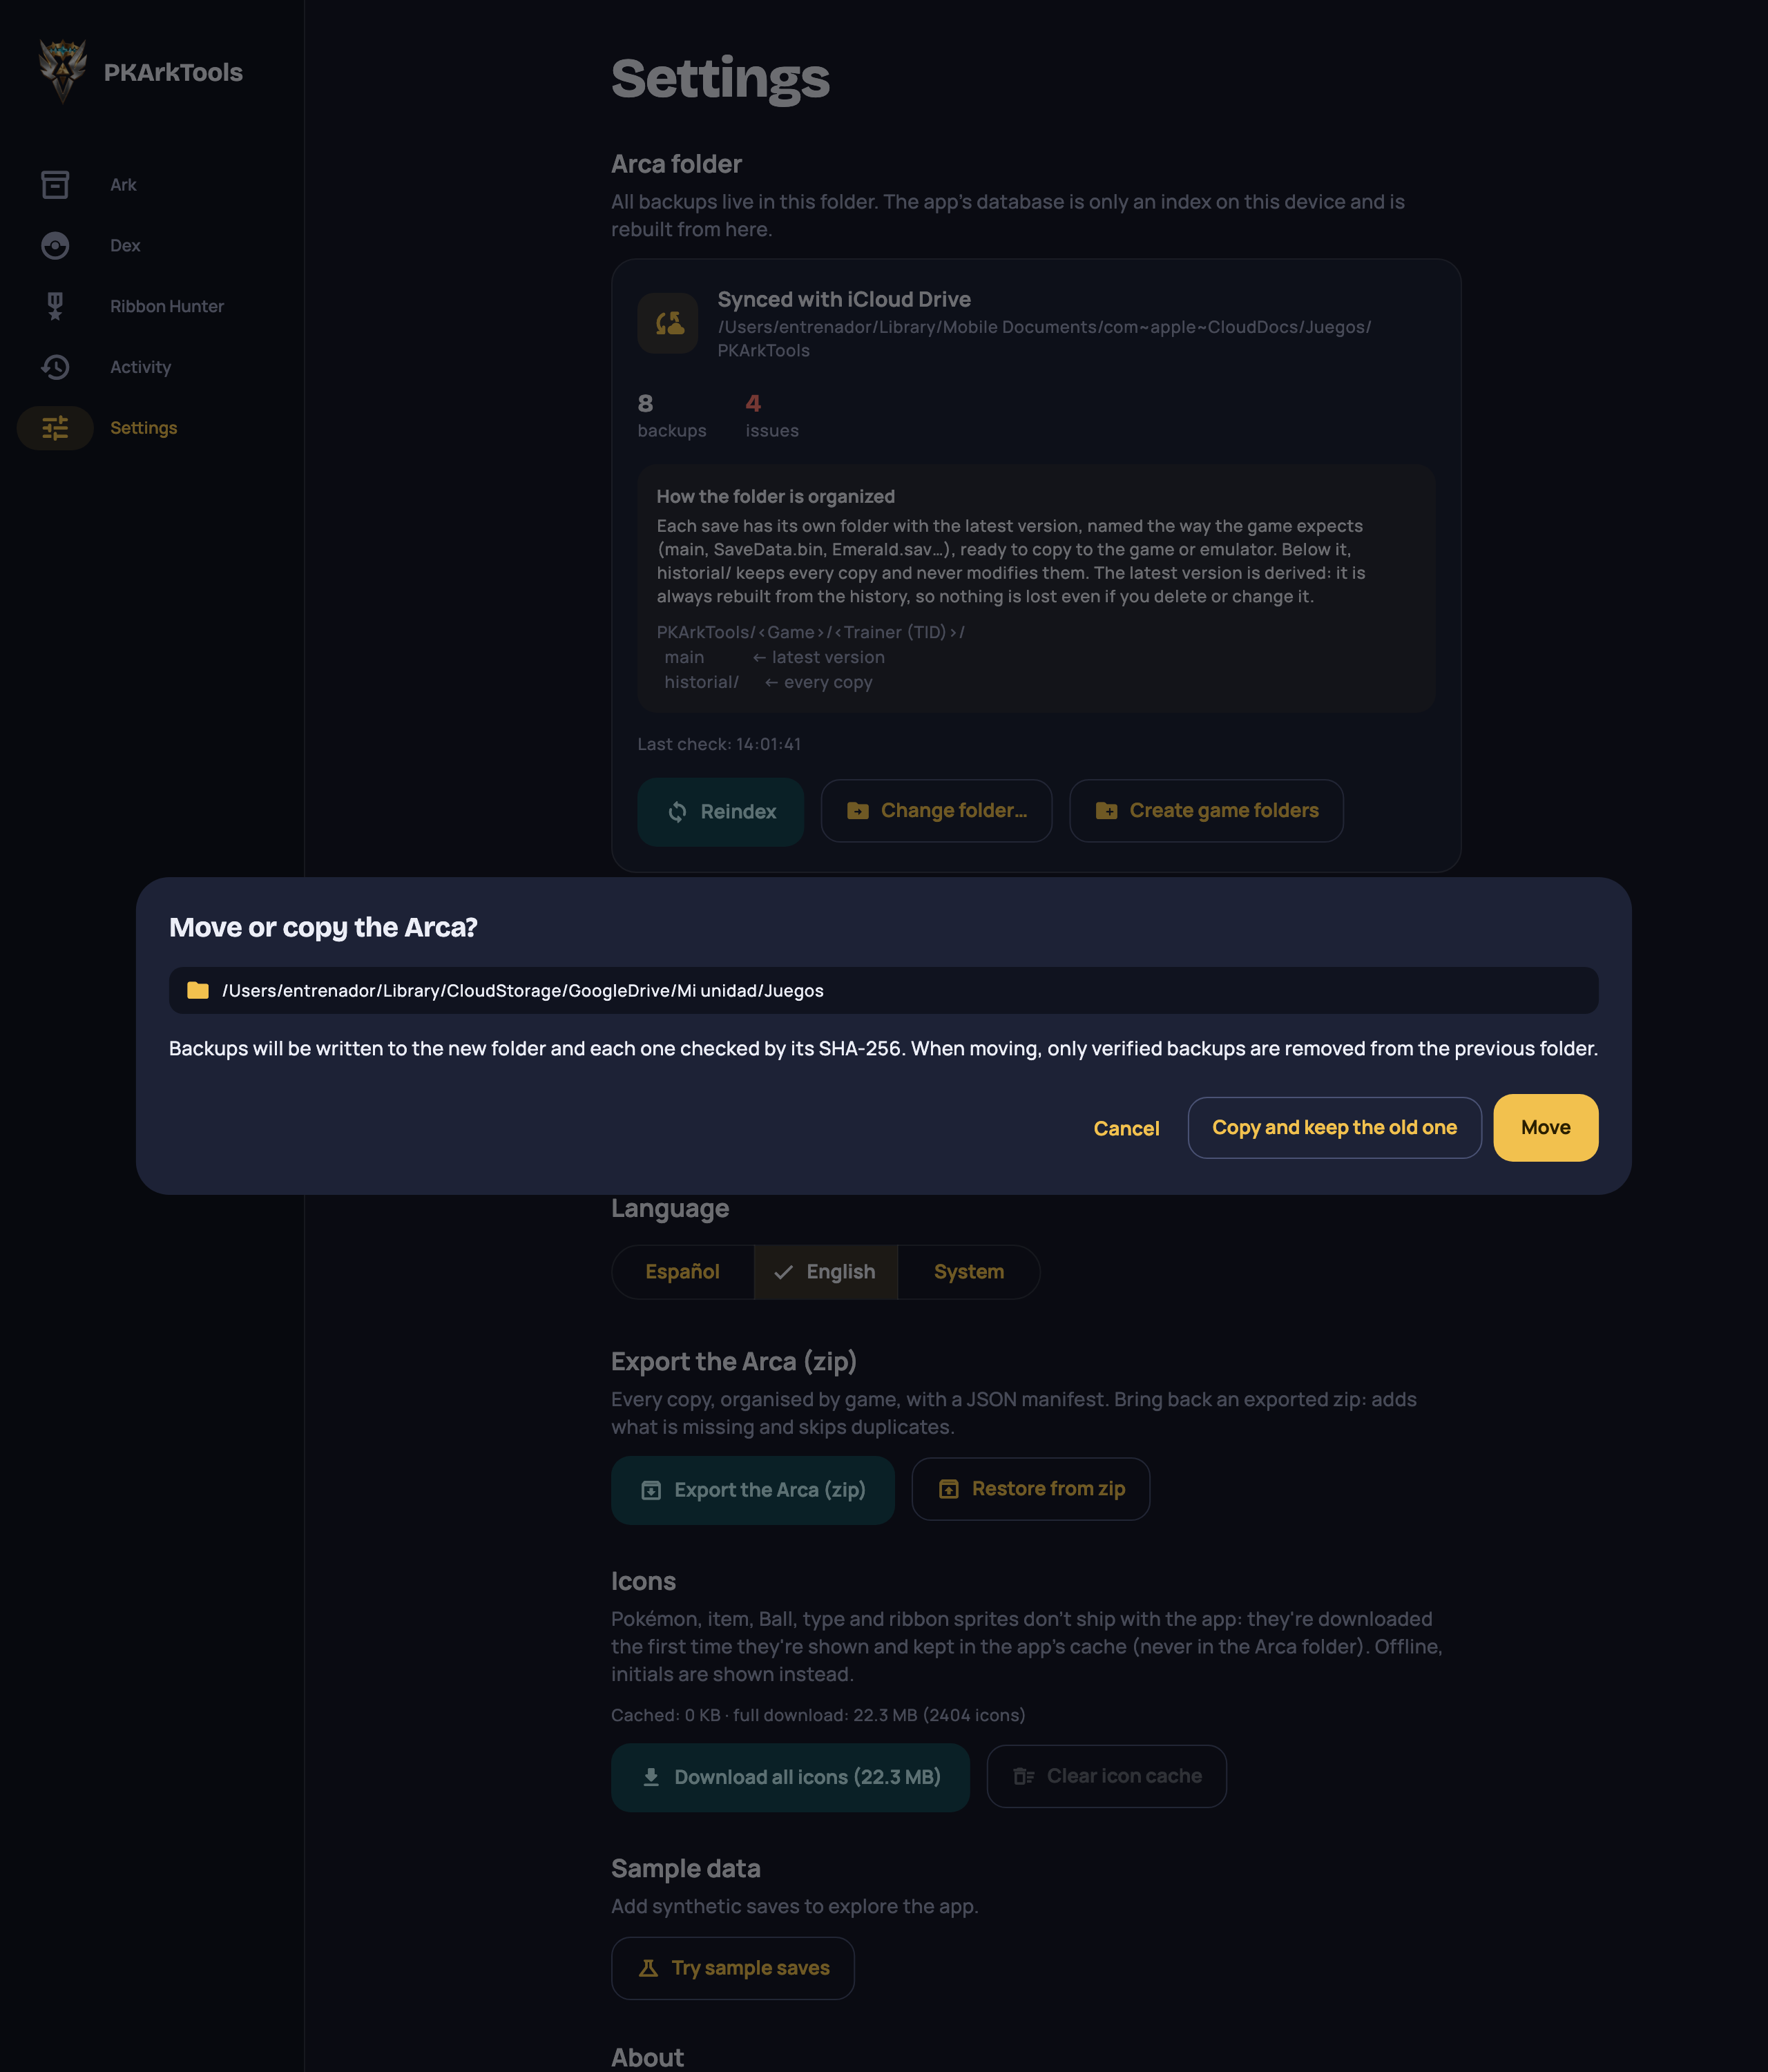 PKArkTools
Ark
Dex
Ribbon Hunter
Activity
Settings
Settings
Arca folder
All backups live in this folder. The app's database is only an index on this device and is
rebuilt from here.
Synced with iCloud Drive
/Users/entrenador/Library/Mobile Documents/com~apple~CloudDocs/Juegos/
PKArkTools
8
backups
4
issues
How the folder is organized
Each save has its own folder with the latest version, named the way the game expects
(main, SaveData.bin, Emerald.sav…), ready to copy to the game or emulator. Below it,
historial/ keeps every copy and never modifies them. The latest version is derived: it is
always rebuilt from the history, so nothing is lost even if you delete or change it.
PKArkTools/<Game>/<Trainer (TID)>/
main ← latest version
historial/ ← every copy
Last check: 14:01:41
Reindex
Change folder…
Create game folders
Move or copy the Arca?
/Users/entrenador/Library/CloudStorage/GoogleDrive/Mi unidad/Juegos
Backups will be written to the new folder and each one checked by its SHA-256. When moving, only verified backups are removed from the previous folder.
Cancel
Copy and keep the old one
Move
Language
Español
English
System
Export the Arca (zip)
Every copy, organised by game, with a JSON manifest. Bring back an exported zip: adds
what is missing and skips duplicates.
Export the Arca (zip)
Restore from zip
Icons
Pokémon, item, Ball, type and ribbon sprites don't ship with the app: they're downloaded
the first time they're shown and kept in the app's cache (never in the Arca folder). Offline,
initials are shown instead.
Cached: 0 KB · full download: 22.3 MB (2404 icons)
Download all icons (22.3 MB)
Clear icon cache
Sample data
Add synthetic saves to explore the app.
Try sample saves
About